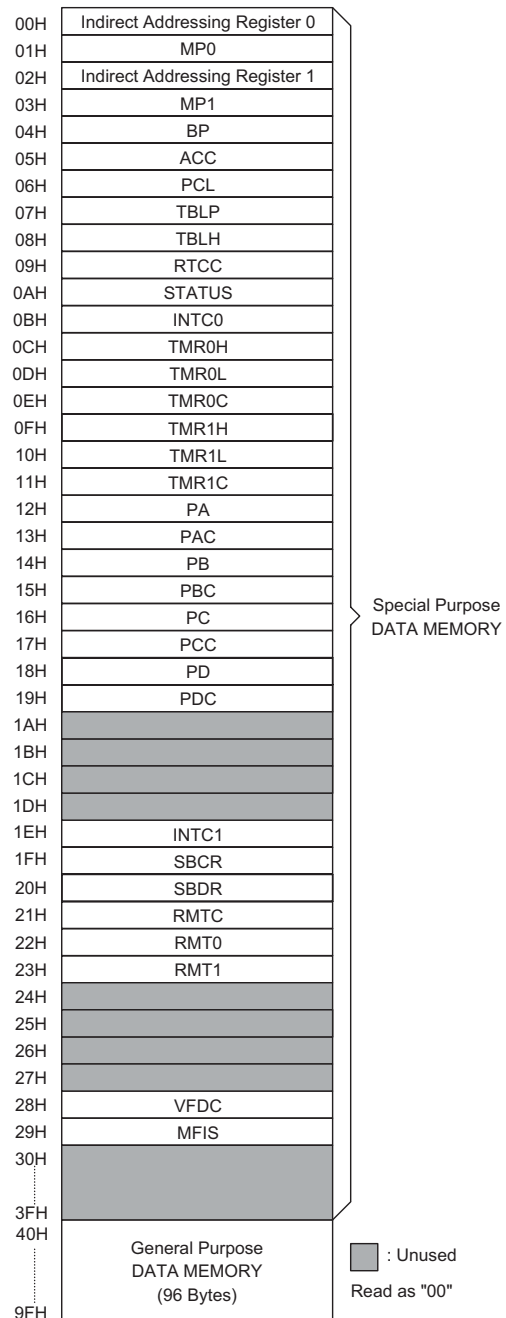 00H Indirect Addressing Register 0
01H MP0
02H Indirect Addressing Register 1
03H MP1
04H BP
05H ACC
06H PCL
07H TBLP
08H TBLH
09H RTCC
0AH STATUS
0BH INTC0
0CH TMR0H
0DH TMR0L
0EH TMR0C
0FH TMR1H
10H TMR1L
11H TMR1C
12H PA
13H PAC
14H PB
15H PBC
16H PC
17H PCC
18H PD
19H PDC
1AH
1BH
1CH
1DH
1EH INTC1
1FH SBCR
20H SBDR
21H RMTC
22H RMT0
23H RMT1
24H
25H
26H
27H
28H VFDC
29H MFIS
30H
3FH
40H
9FH
General Purpose
DATA MEMORY
(96 Bytes)
Special Purpose
DATA MEMORY
: Unused
Read as "00"